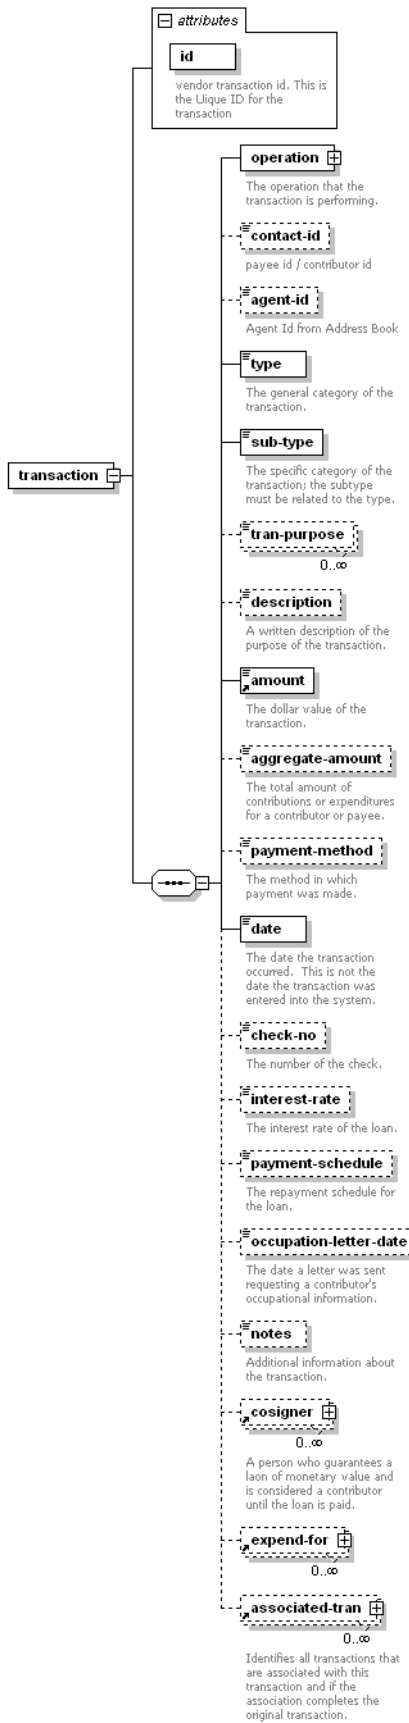 attributes
id
vendor transaction id. This is
the Uique ID for the
transaction
transaction
operation
The operation that the
transaction is performing.
contact-id
payee id / contributor id
agent-id
Agent Id from Address Book
type
The general category of the
transaction.
sub-type
The specific category of the
transaction; the subtype
must be related to the type.
tran-purpose
0..∞
description
A written description of the
purpose of the transaction.
amount
The dollar value of the
transaction.
aggregate-amount
The total amount of
contributions or expenditures
for a contributor or payee.
payment-method
The method in which
payment was made.
date
The date the transaction
occurred.  This is not the
date the transaction was
entered into the system.
check-no
The number of the check.
interest-rate
The interest rate of the loan.
payment-schedule
The repayment schedule for
the loan.
occupation-letter-date
The date a letter was sent
requesting a contributor's
occupational information.
notes
Additional information about
the transaction.
cosigner
0..∞
A person who guarantees a
laon of monetary value and
is considered a contributor
until the loan is paid.
expend-for
0..∞
associated-tran
0..∞
Identifies all transactions that
are associated with this
transaction and if the
association completes the
original transaction.